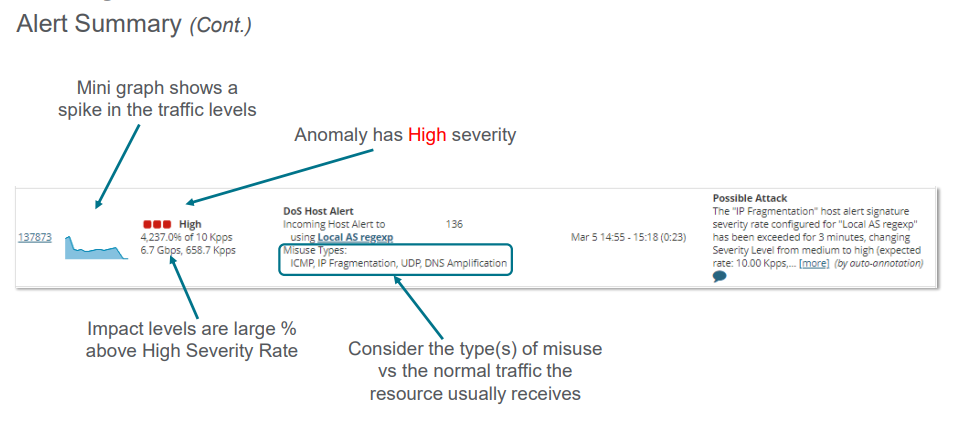 Alert Summary (Cont.)
Mini graph shows a
spike in the traffic levels
Anomaly has High severity
137873
High
4,237.0% of 10 Kpps
6.7 Gbps, 658.7 Kpps
DoS Host Alert
Incoming Host Alert to 136
using Local AS regexp
Misuse Types:
ICMP, IP Fragmentation, UDP, DNS Amplification
Mar 5 14:55 - 15:18 (0:23)
Possible Attack
The "IP Fragmentation" host alert signature
severity rate configured for "Local AS regexp"
has been exceeded for 3 minutes, changing
Severity Level from medium to high (expected
rate: 10.00 Kpps,... [more] (by auto-annotation)
Impact levels are large %
above High Severity Rate
Consider the type(s) of misuse
vs the normal traffic the
resource usually receives